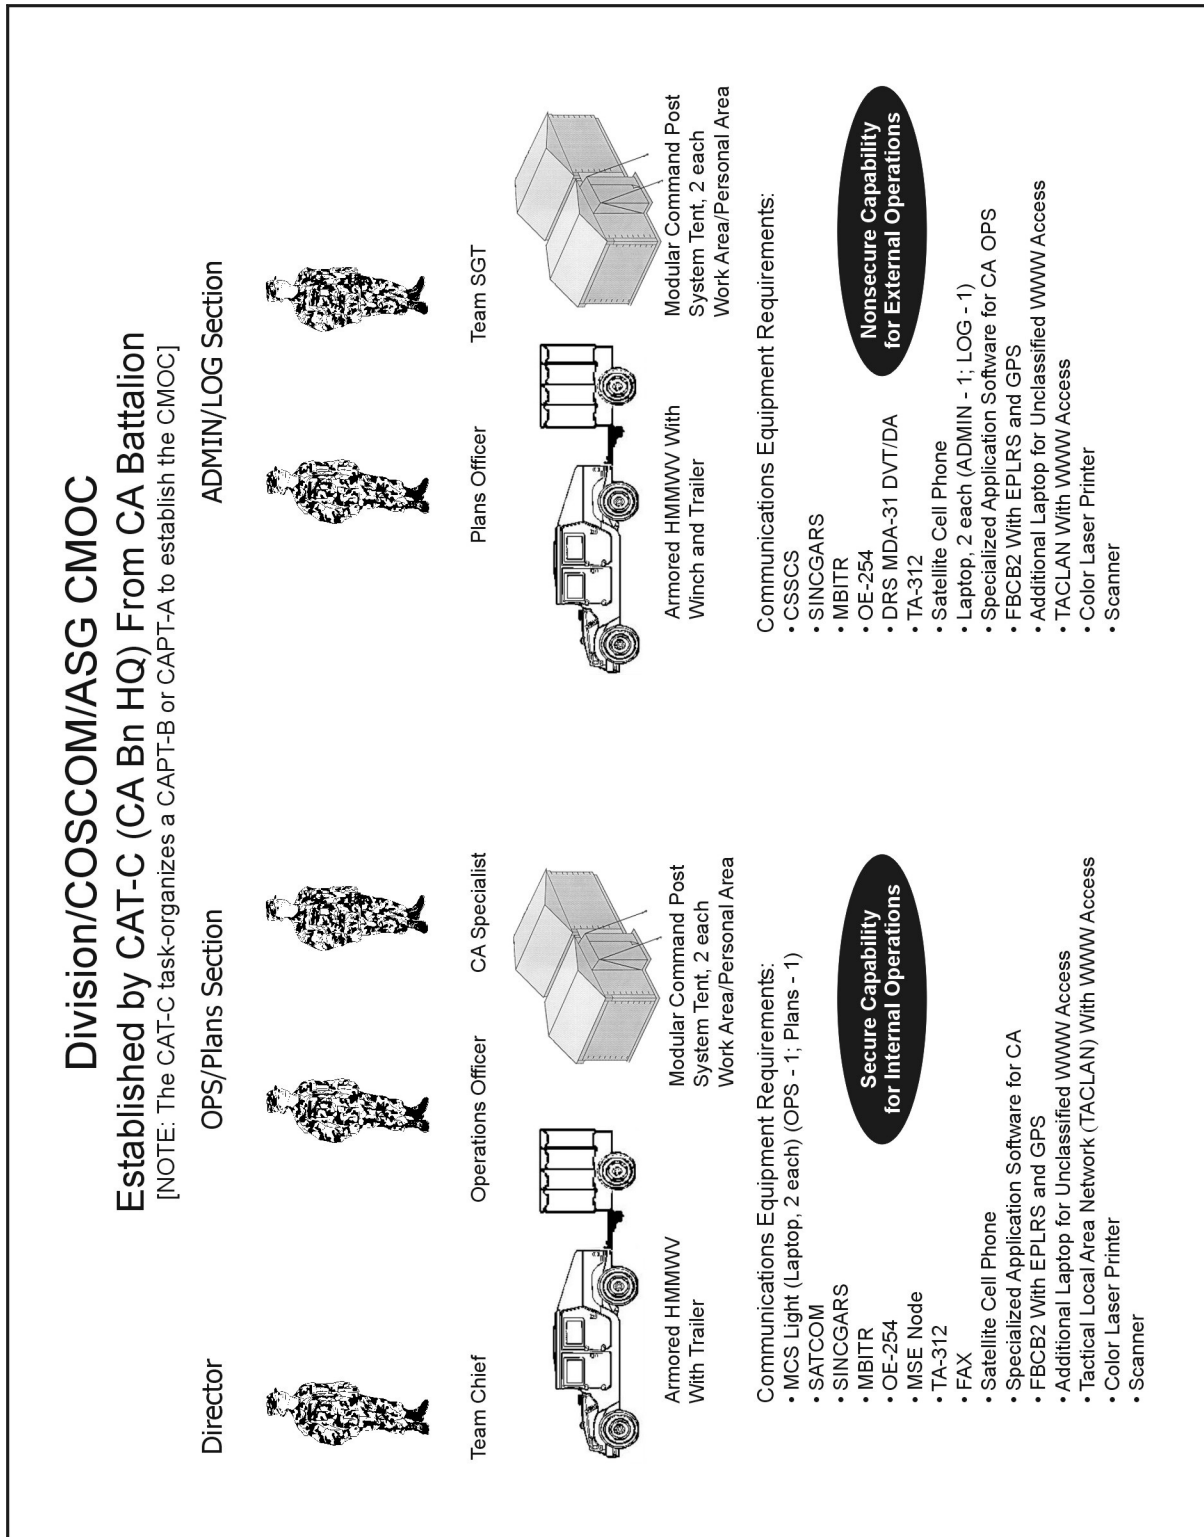 Division/COSCOM/ASG CMOC
Established by CAT-C (CA Bn HQ) From CA Battalion
[NOTE: The CAT-C task-organizes a CAPT-B or CAPT-A to establish the CMOC]
Director
OPS/Plans Section
ADMIN/LOG Section
Team Chief
Operations Officer
CA Specialist
Plans Officer
Team SGT
Armored HMMWV
With Trailer
Modular Command Post
System Tent, 2 each
Work Area/Personal Area
Armored HMMWV With
Winch and Trailer
Modular Command Post
System Tent, 2 each
Work Area/Personal Area
Communications Equipment Requirements:
• MCS Light (Laptop, 2 each) (OPS - 1; Plans - 1)
• SATCOM
• SINCGARS
• MBITR
• OE-254
• MSE Node
• TA-312
• FAX
• Satellite Cell Phone
• Specialized Application Software for CA
• FBCB2 With EPLRS and GPS
• Additional Laptop for Unclassified WWW Access
• Tactical Local Area Network (TACLAN) With WWW Access
• Color Laser Printer
• Scanner
Secure Capability
for Internal Operations
Communications Equipment Requirements:
• CSSCS
• SINCGARS
• MBITR
• OE-254
• DRS MDA-31 DVT/DA
• TA-312
• Satellite Cell Phone
• Laptop, 2 each (ADMIN - 1; LOG - 1)
• Specialized Application Software for CA OPS
• FBCB2 With EPLRS and GPS
• Additional Laptop for Unclassified WWW Access
• TACLAN With WWW Access
• Color Laser Printer
• Scanner
Nonsecure Capability
for External Operations